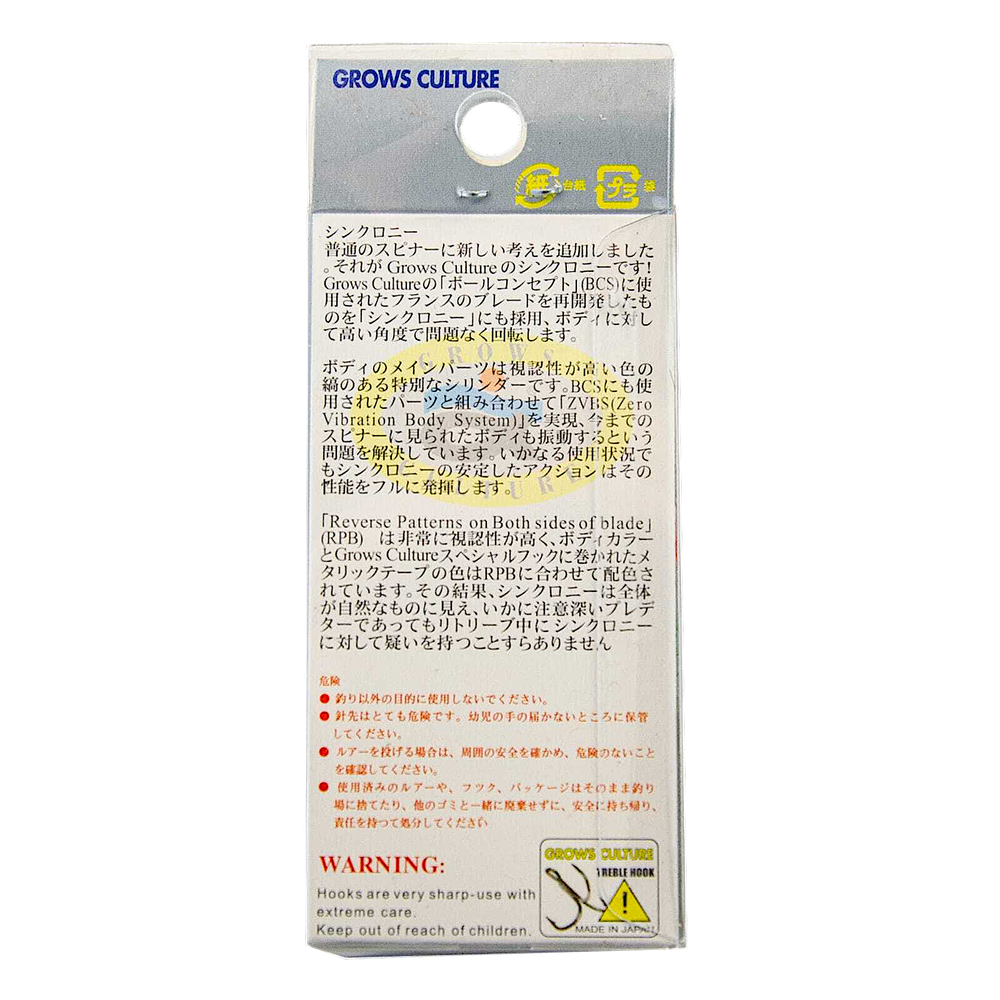 GROWS CULTURE
紙 台紙 プラ 袋
シンクロニー
普通のスピナーに新しい考えを追加しました
。それが Grows Culture のシンクロニーです!
Grows Cultureの「ボールコンセプト」(BCS)に使
用されたフランスのブレードを再開発したも
のを「シンクロニー」にも採用、ボディに対し
て高い角度で問題なく回転します。
ボディのメインパーツは視認性が高い色の
縞のある特別なシリンダーです。BCSにも使
用されたパーツと組み合わせて「ZVBS(Zero
Vibration Body System)」を実現、今までの
スピナーに見られたボディも振動するという
問題を解決しています。いかなる使用状況で
もシンクロニーの安定したアクションはその
性能をフルに発揮します。
GROWS
CULTURE
「Reverse Patterns on Both sides of blade」
(RPB) は非常に視認性が高く、ボディカラー
とGrows Cultureスペシャルフックに巻かれたメ
タリックテープの色はRPBに合わせて配色さ
れています。その結果、シンクロニーは全体
が自然なものに見え、いかに注意深いプレデ
ターであってもリトリーブ中にシンクロニー
に対して疑いを持つことすらありません
危険
● 釣り以外の目的に使用しないでください。
● 針先はとても危険です。幼児の手の届かないところに保管
してください。
● ルアーを投げる場合は、周囲の安全を確かめ、危険のないこと
を確認してください。
● 使用済みのルアーや、フツク、パッケージはそのまま釣り
場に捨てたり、他のゴミと一緒に廃棄せずに、安全に持ち帰り、
責任を持つて処分してください
WARNING:
Hooks are very sharp-use with
extreme care.
Keep out of reach of children.
GROWS CULTURE
TREBLE HOOK
!
MADE IN JAPAN